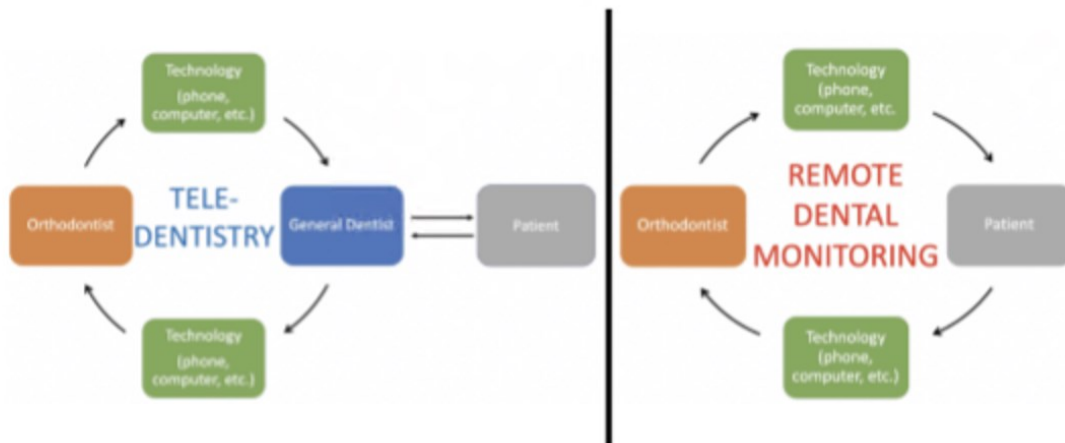 Technology
(phone,
computer, etc.)
Orthodontist
TELE-
DENTISTRY
General Dentist
Patient
Technology
(phone,
computer, etc.)
Technology
(phone,
computer, etc.
Orthodontist
REMOTE
DENTAL
MONITORING
Patient
Technology
(phone,
computer, etc.)